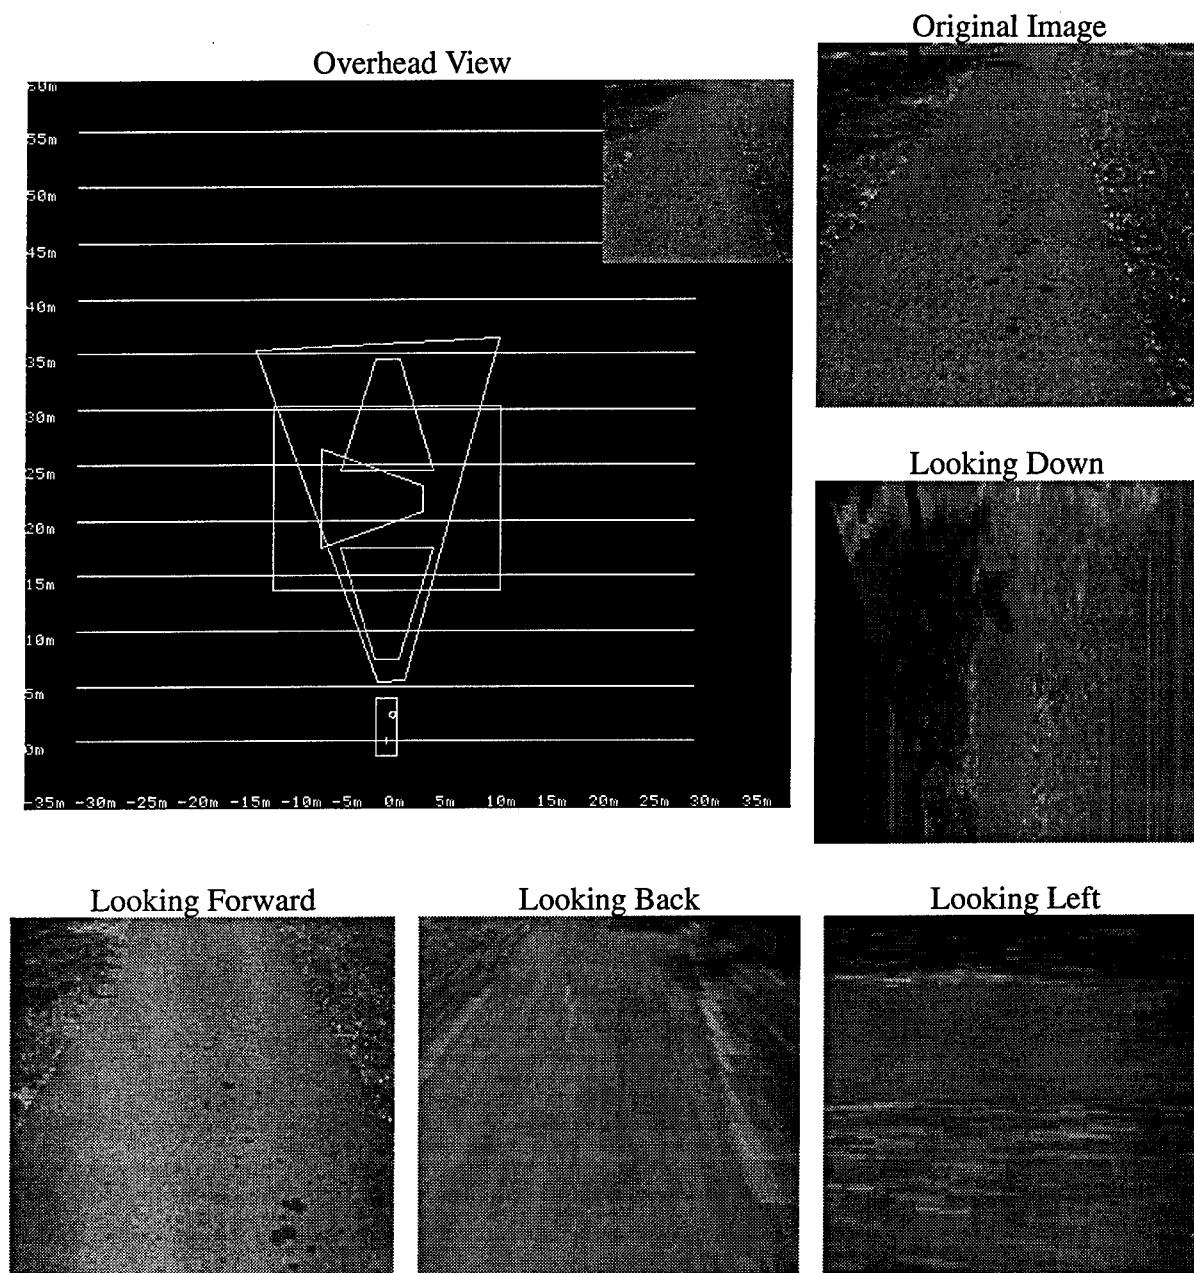 Original Image
Overhead View
60m
55m
50m
45m
40m
35m
30m
25m
20m
15m
10m
5m
0m
-35m -30m -25m -20m -15m -10m -5m 0m 5m 10m 15m 20m 25m 30m 35m
Looking Down
Looking Forward
Looking Back
Looking Left